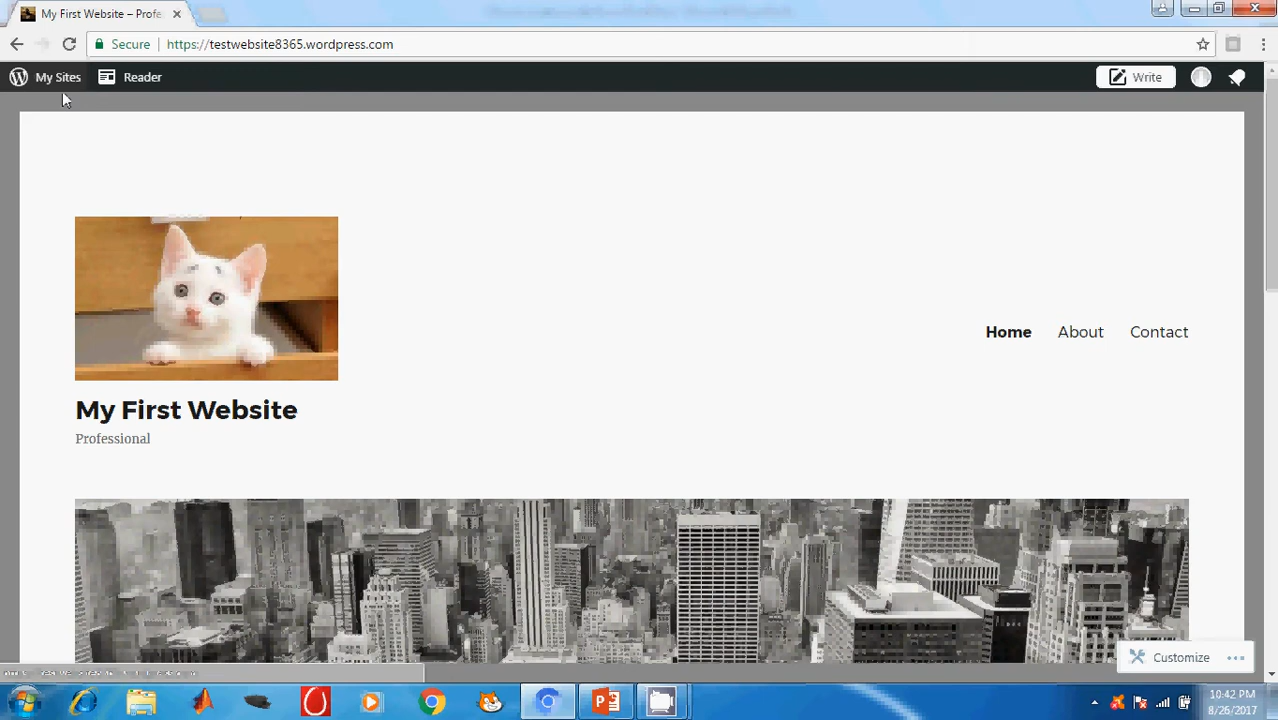 My First Website – Profe
Secure
https://testwebsite8365.wordpress.com
My Sites
Reader
Write
Home
About
Contact
My First Website
Professional
Customize
10:42 PM
8/26/2017